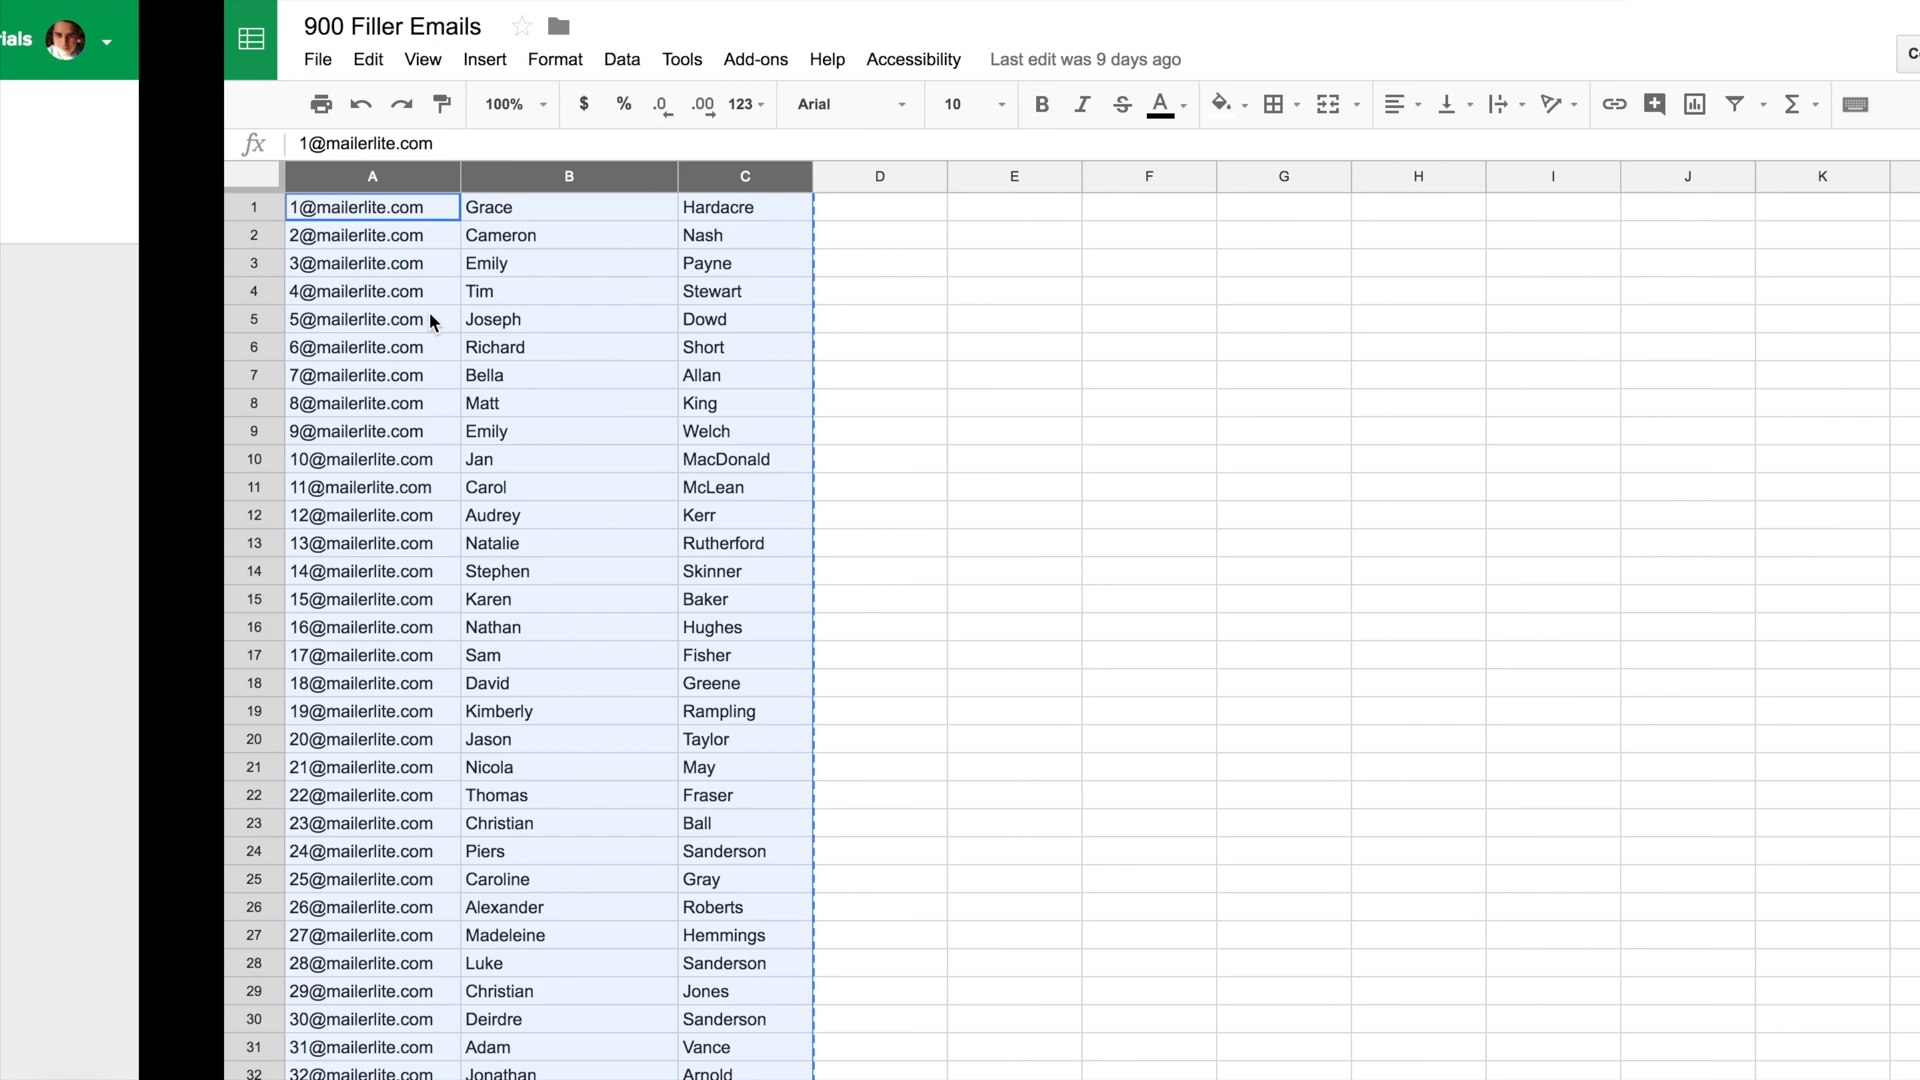 ials
900 Filler Emails
File Edit View Insert Format Data Tools Add-ons Help Accessibility Last edit was 9 days ago
100% $ % .0 .00 123 Arial 10 B I S A
fx 1@mailerlite.com
A B C D E F G H I J K
1 1@mailerlite.com Grace Hardacre
2 2@mailerlite.com Cameron Nash
3 3@mailerlite.com Emily Payne
4 4@mailerlite.com Tim Stewart
5 5@mailerlite.com Joseph Dowd
6 6@mailerlite.com Richard Short
7 7@mailerlite.com Bella Allan
8 8@mailerlite.com Matt King
9 9@mailerlite.com Emily Welch
10 10@mailerlite.com Jan MacDonald
11 11@mailerlite.com Carol McLean
12 12@mailerlite.com Audrey Kerr
13 13@mailerlite.com Natalie Rutherford
14 14@mailerlite.com Stephen Skinner
15 15@mailerlite.com Karen Baker
16 16@mailerlite.com Nathan Hughes
17 17@mailerlite.com Sam Fisher
18 18@mailerlite.com David Greene
19 19@mailerlite.com Kimberly Rampling
20 20@mailerlite.com Jason Taylor
21 21@mailerlite.com Nicola May
22 22@mailerlite.com Thomas Fraser
23 23@mailerlite.com Christian Ball
24 24@mailerlite.com Piers Sanderson
25 25@mailerlite.com Caroline Gray
26 26@mailerlite.com Alexander Roberts
27 27@mailerlite.com Madeleine Hemmings
28 28@mailerlite.com Luke Sanderson
29 29@mailerlite.com Christian Jones
30 30@mailerlite.com Deirdre Sanderson
31 31@mailerlite.com Adam Vance
32 32@mailerlite.com Jonathan Arnold